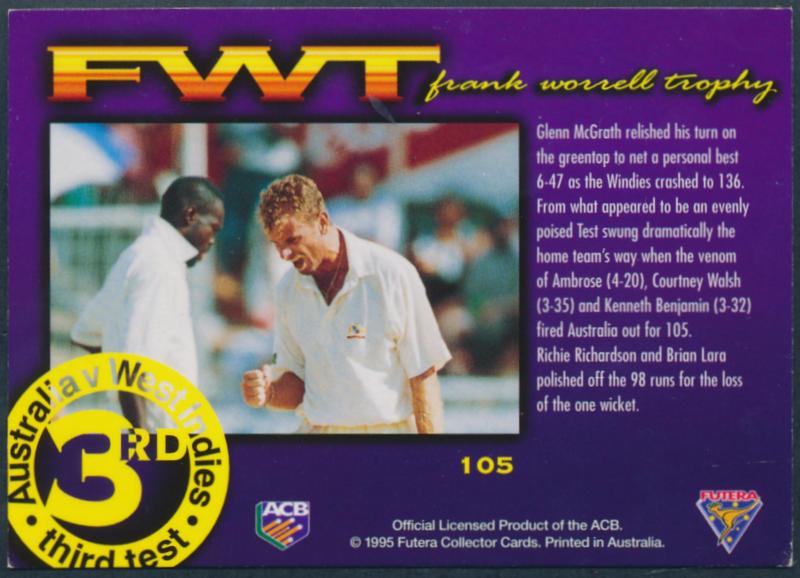 FWT
frank worrell trophy
Glenn McGrath relished his turn on
the greentop to net a personal best
6-47 as the Windies crashed to 136.
From what appeared to be an evenly
poised Test swung dramatically the
home team's way when the venom
of Ambrose (4-20), Courtney Walsh
(3-35) and Kenneth Benjamin (3-32)
fired Australia out for 105.
Richie Richardson and Brian Lara
polished off the 98 runs for the loss
of the one wicket.
Australia v West Indies
3RD
• third test •
105
ACB
Official Licensed Product of the ACB.
© 1995 Futera Collector Cards. Printed in Australia.
FUTERA